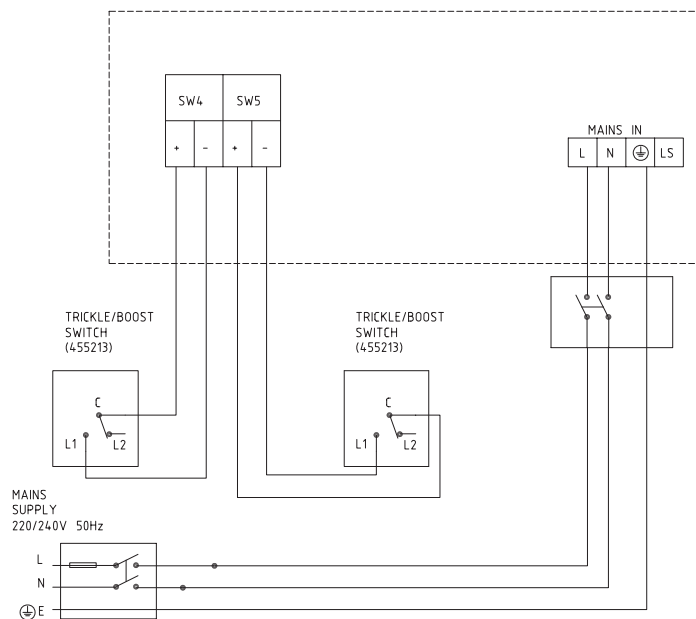 SW4 SW5
+ - + -
MAINS IN
L N LS
TRICKLE/BOOST
SWITCH
(455213)
C
L1 L2
TRICKLE/BOOST
SWITCH
(455213)
C
L1 L2
MAINS
SUPPLY
220/240V 50Hz
L
N
E